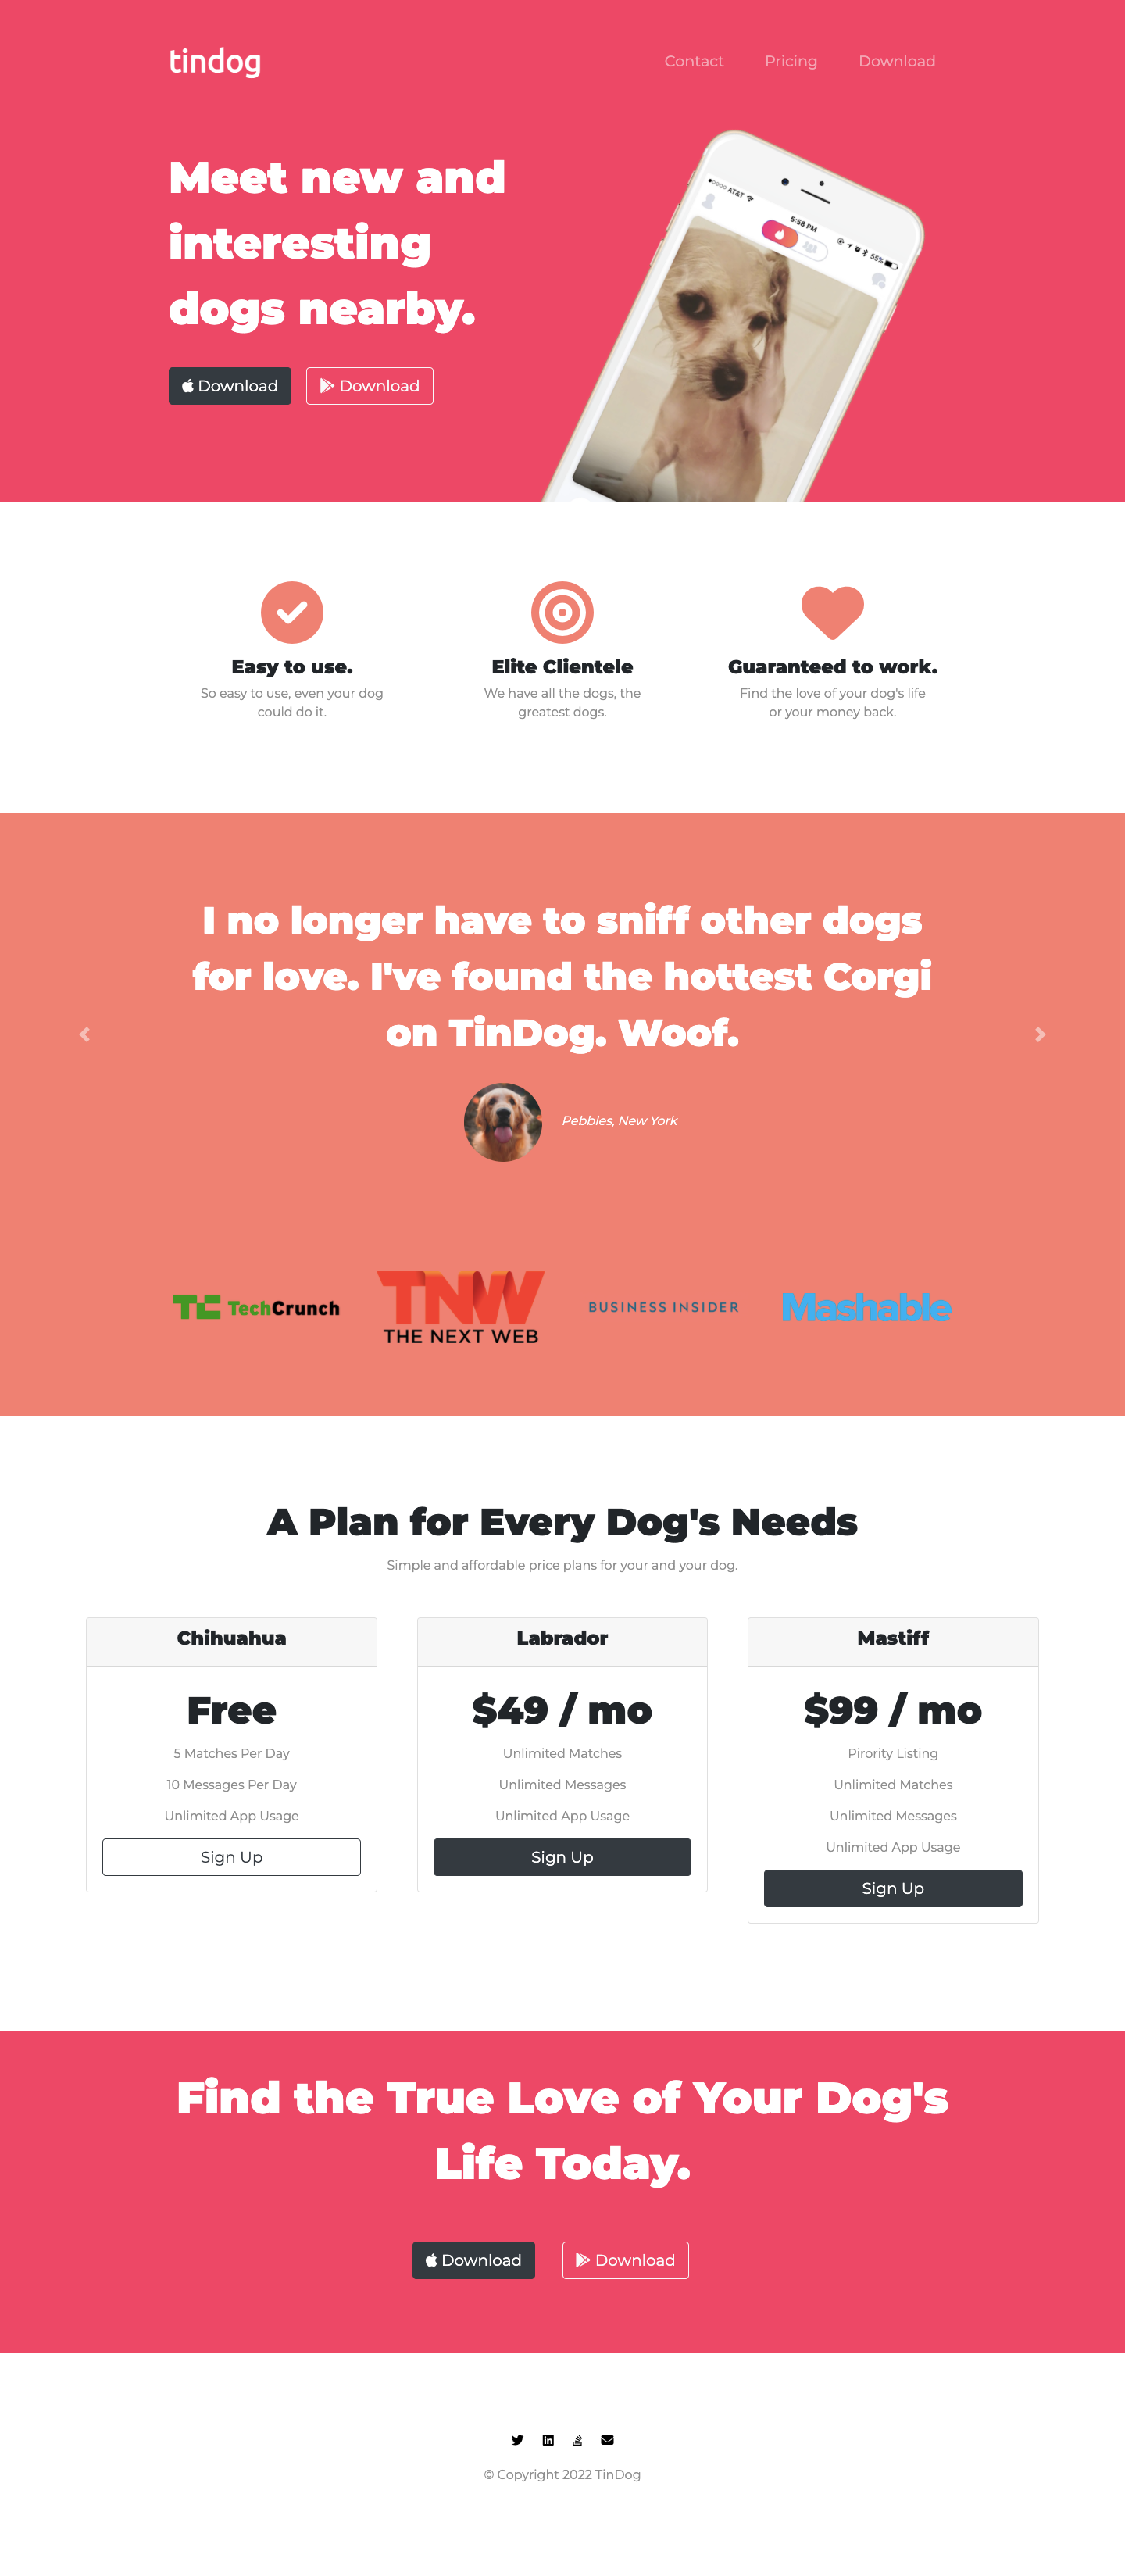 tindog
Contact Pricing Download
Meet new and
interesting
dogs nearby.
Download Download
AT&T 5:58 PM 55%
Easy to use. Elite Clientele Guaranteed to work.
So easy to use, even your dog We have all the dogs, the Find the love of your dog's life
could do it. greatest dogs. or your money back.
I no longer have to sniff other dogs
for love. I've found the hottest Corgi
on TinDog. Woof.
Pebbles, New York
TC TechCrunch TNW BUSINESS INSIDER Mashable
THE NEXT WEB
A Plan for Every Dog's Needs
Simple and affordable price plans for your and your dog.
Chihuahua Labrador Mastiff
Free $49 / mo $99 / mo
5 Matches Per Day Unlimited Matches Pirority Listing
10 Messages Per Day Unlimited Messages Unlimited Matches
Unlimited App Usage Unlimited App Usage Unlimited Messages
Sign Up Sign Up Unlimited App Usage
Sign Up
Find the True Love of Your Dog's
Life Today.
Download Download
© Copyright 2022 TinDog